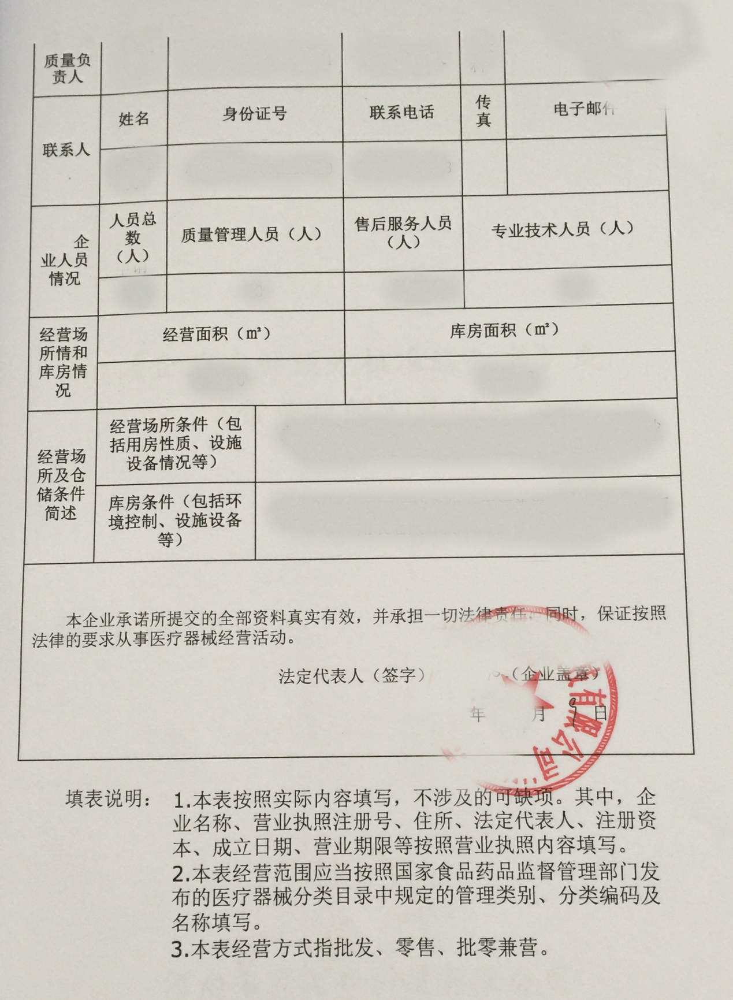 质量负
责人
联系人
姓名
身份证号
联系电话
传
真
电子邮件
企
业人员
情况
人员总
数
（人）
质量管理人员（人）
售后服务人员
（人）
专业技术人员（人）
经营场
所情和
库房情
况
经营面积（㎡）
库房面积（㎡）
经营场
所及仓
储条件
简述
经营场所条件（包
括用房性质、设施
设备情况等）
库房条件（包括环
境控制、设施设备
等）
本企业承诺所提交的全部资料真实有效，并承担一切法律责任。同时，保证按照
法律的要求从事医疗器械经营活动。
法定代表人（签字）（企业盖章）
年 月 9 日
有限公司
填表说明：
1.本表按照实际内容填写，不涉及的可缺项。其中，企
业名称、营业执照注册号、住所、法定代表人、注册资
本、成立日期、营业期限等按照营业执照内容填写。
2.本表经营范围应当按照国家食品药品监督管理部门发
布的医疗器械分类目录中规定的管理类别、分类编码及
名称填写。
3.本表经营方式指批发、零售、批零兼营。